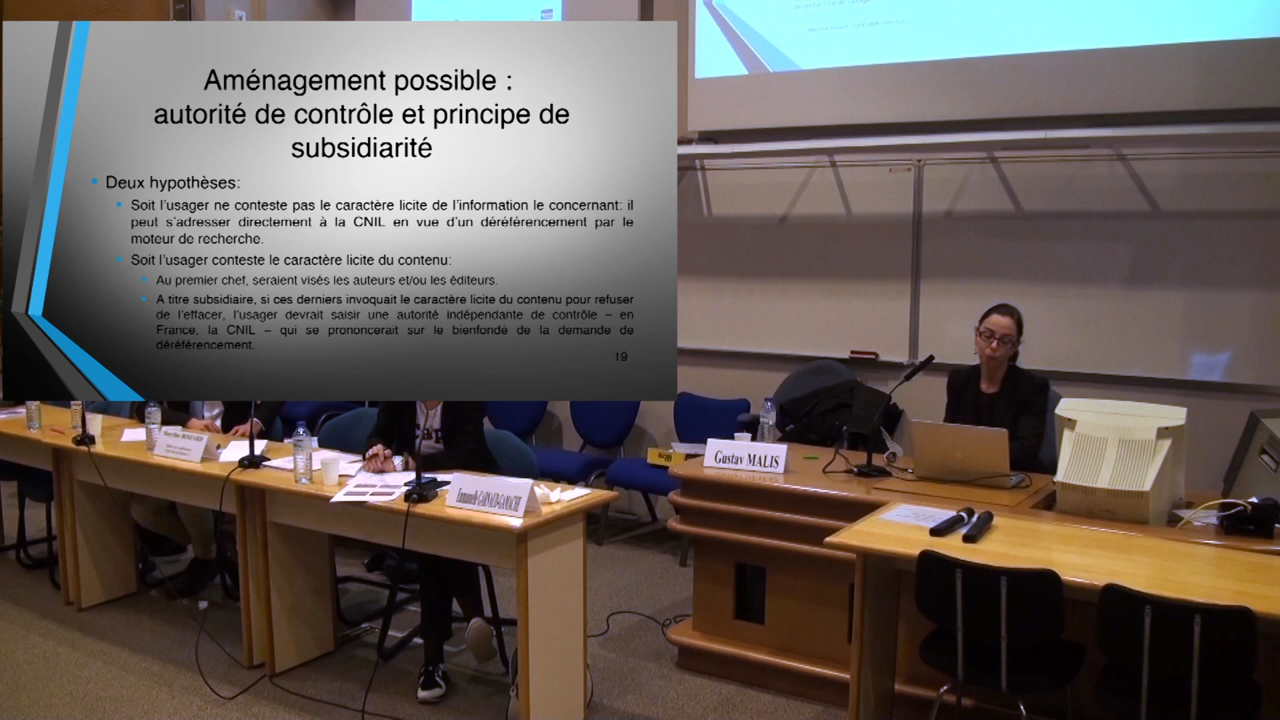 Aménagement possible :
autorité de contrôle et principe de
subsidiarité
Deux hypothèses:
Soit l'usager ne conteste pas le caractère licite de l'information le concernant: il
peut s'adresser directement à la CNIL en vue d'un déréférencement par le
moteur de recherche.
Soit l'usager conteste le caractère licite du contenu:
Au premier chef, seraient visés les auteurs et/ou les éditeurs.
A titre subsidiaire, si ces derniers invoquait le caractère licite du contenu pour refuser
de l'effacer, l'usager devrait saisir une autorité indépendante de contrôle – en
France, la CNIL – qui se prononcerait sur le bienfondé de la demande de
déréférencement.
19
Gustav MALIS
Emmanuelle GARNAUD-GAMACHE